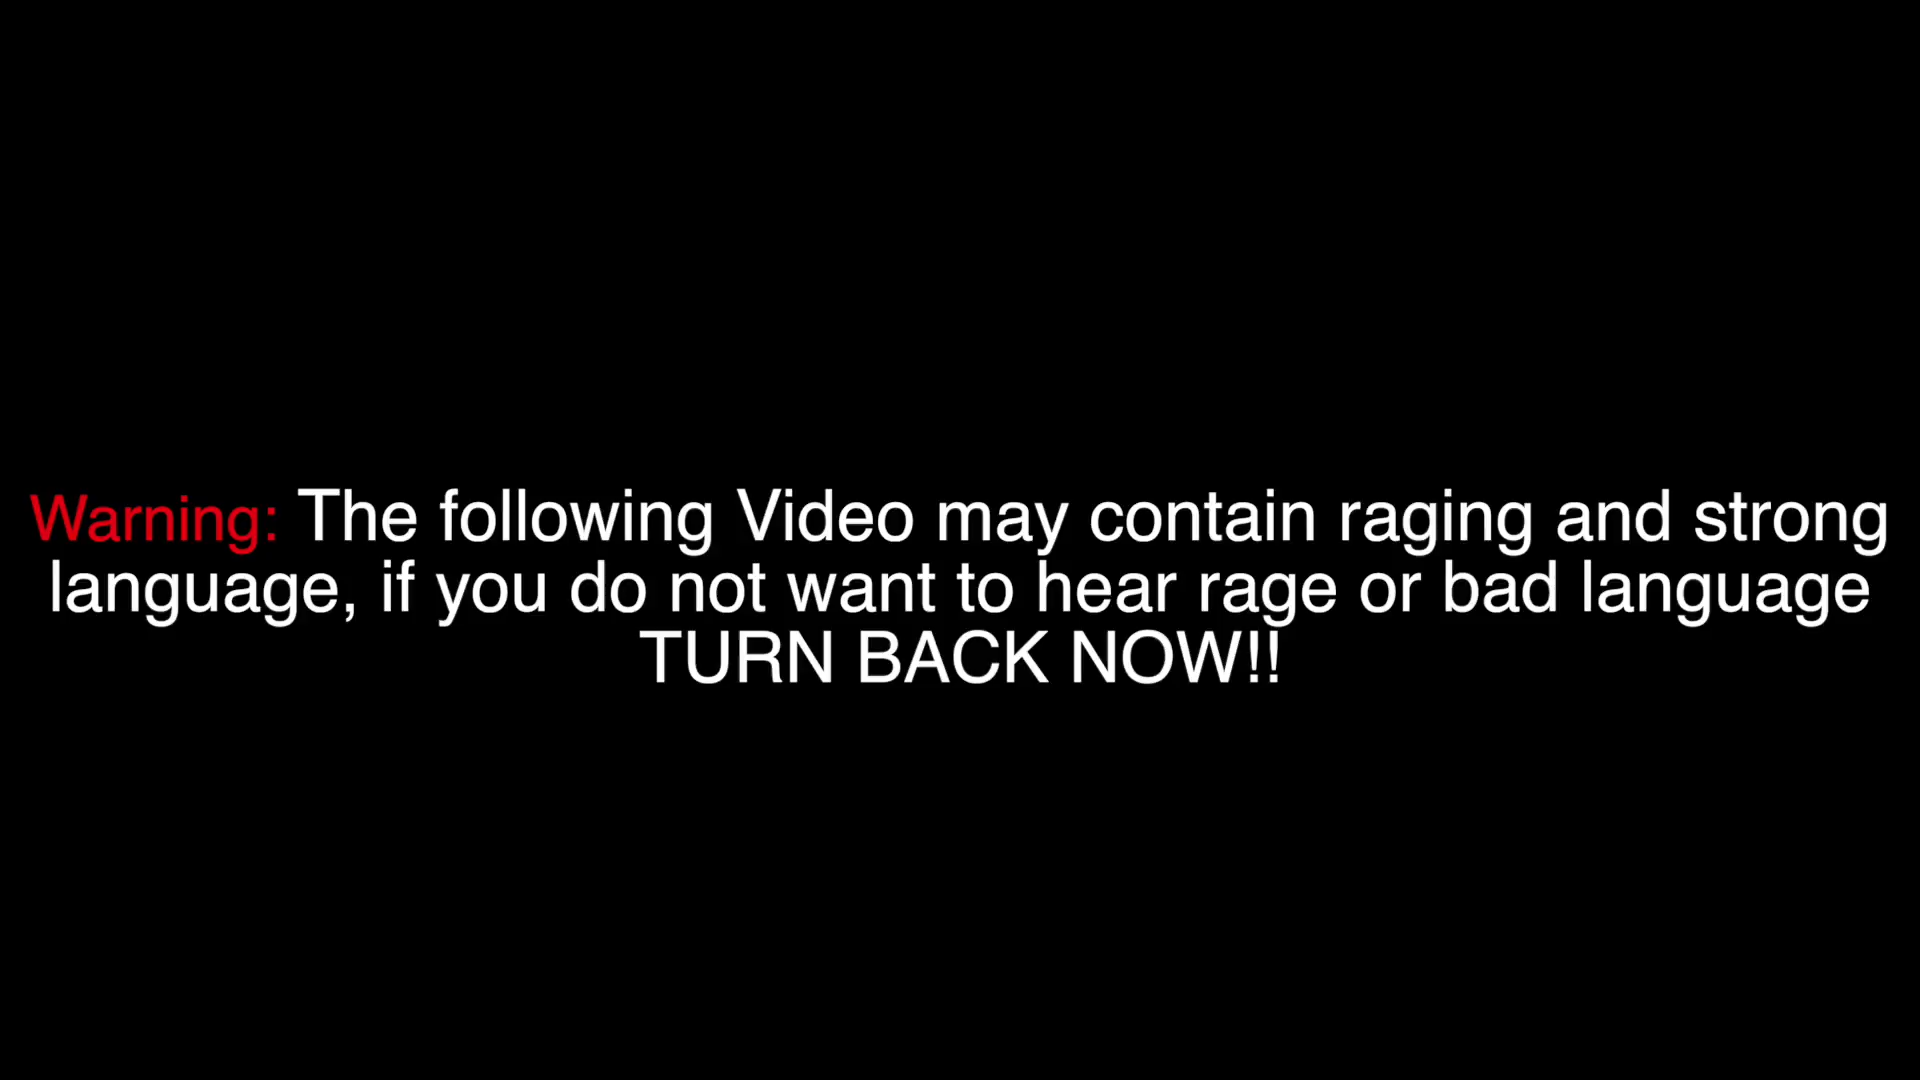 Warning: The following Video may contain raging and strong
language, if you do not want to hear rage or bad language
TURN BACK NOW!!